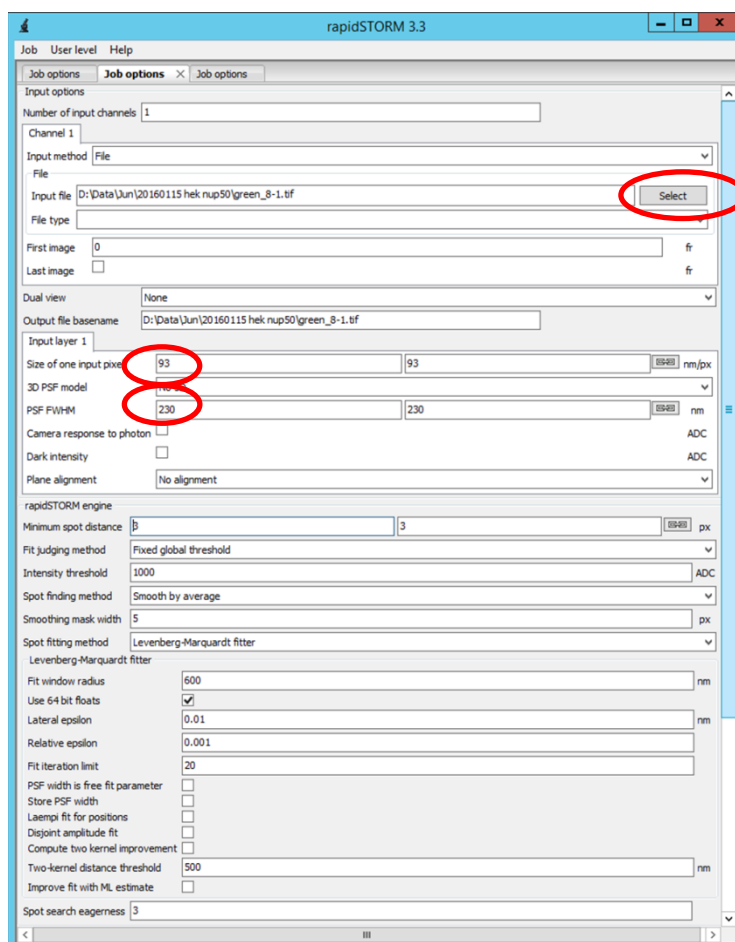 rapidSTORM 3.3
Job User level Help
Job options Job options Job options
Input options
Number of input channels 1
Channel 1
Input method File
File
Input file D:\Data\Jun\20160115 hek nup50\green_8-1.tif Select
File type
First image 0 fr
Last image fr
Dual view None
Output file basename D:\Data\Jun\20160115 hek nup50\green_8-1.tif
Input layer 1
Size of one input pixe 93 93 nm/px
3D PSF model
PSF FWHM 230 230 nm
Camera response to photon ADC
Dark intensity ADC
Plane alignment No alignment
rapidSTORM engine
Minimum spot distance 3 3 px
Fit judging method Fixed global threshold
Intensity threshold 1000 ADC
Spot finding method Smooth by average
Smoothing mask width 5 px
Spot fitting method Levenberg-Marquardt fitter
Levenberg-Marquardt fitter
Fit window radius 600 nm
Use 64 bit floats
Lateral epsilon 0.01 nm
Relative epsilon 0.001
Fit iteration limit 20
PSF width is free fit parameter
Store PSF width
Laempi fit for positions
Disjoint amplitude fit
Compute two kernel improvement
Two-kernel distance threshold 500 nm
Improve fit with ML estimate
Spot search eagerness 3